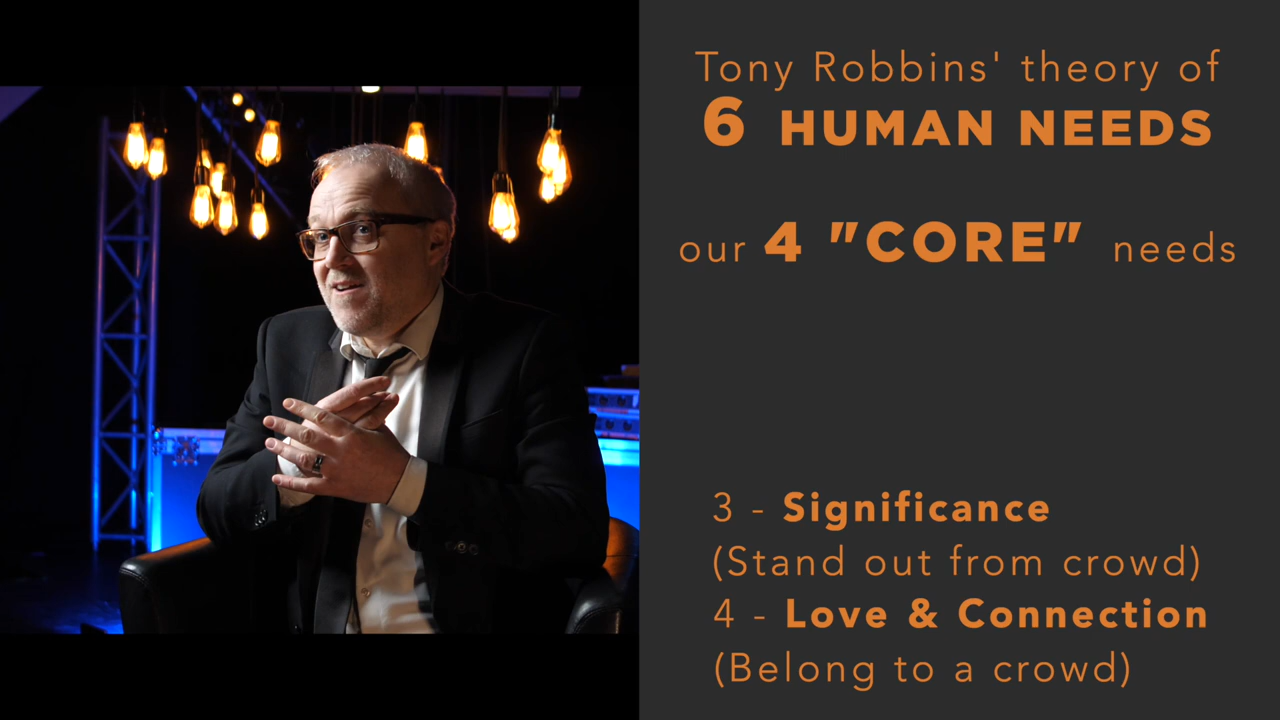 Tony Robbins' theory of
6 HUMAN NEEDS
our 4 "CORE" needs
3 - Significance
(Stand out from crowd)
4 - Love & Connection
(Belong to a crowd)